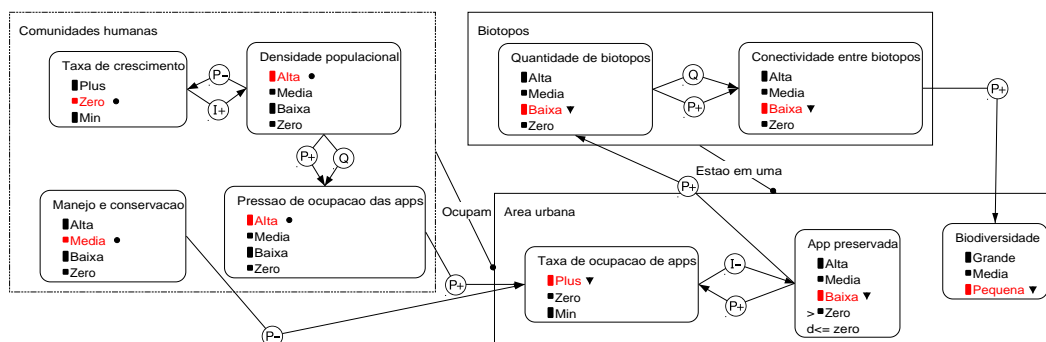 Comunidades humanas
Taxa de crescimento
Plus
Zero
Min
P-
I+
Densidade populacional
Alta
Media
Baixa
Zero
P+
Q
Manejo e conservacao
Alta
Media
Baixa
Zero
Pressao de ocupacao das apps
Alta
Media
Baixa
Zero
Ocupam
P+
P-
Biotopos
Quantidade de biotopos
Alta
Media
Baixa
Zero
Q
P+
Conectividade entre biotopos
Alta
Media
Baixa
Zero
P+
Estao em uma
P+
Area urbana
Taxa de ocupacao de apps
Plus
Zero
Min
I-
P+
App preservada
Alta
Media
Baixa
> Zero
d<= zero
Biodiversidade
Grande
Media
Pequena